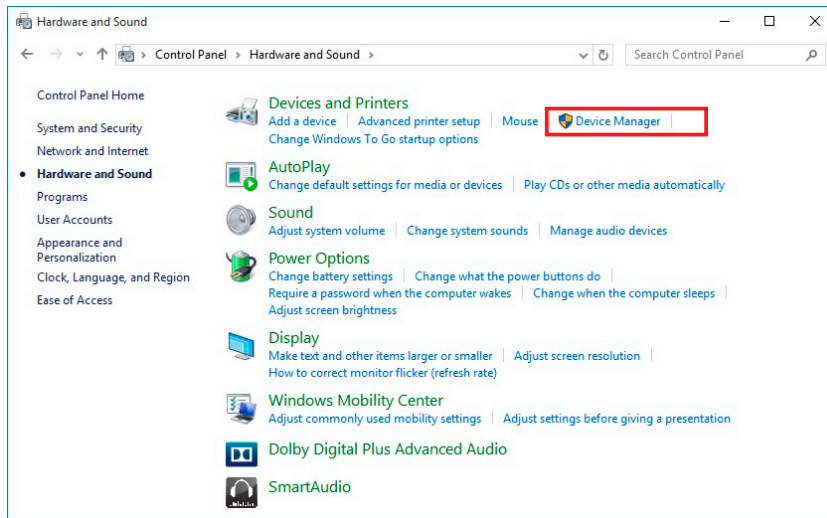 Hardware and Sound
Control Panel > Hardware and Sound >
Search Control Panel
Control Panel Home
System and Security
Network and Internet
Hardware and Sound
Programs
User Accounts
Appearance and
Personalization
Clock, Language, and Region
Ease of Access
Devices and Printers
Add a device | Advanced printer setup | Mouse | Device Manager |
Change Windows To Go startup options
AutoPlay
Change default settings for media or devices | Play CDs or other media automatically
Sound
Adjust system volume | Change system sounds | Manage audio devices
Power Options
Change battery settings | Change what the power buttons do |
Require a password when the computer wakes | Change when the computer sleeps |
Adjust screen brightness
Display
Make text and other items larger or smaller | Adjust screen resolution |
How to correct monitor flicker (refresh rate)
Windows Mobility Center
Adjust commonly used mobility settings | Adjust settings before giving a presentation
Dolby Digital Plus Advanced Audio
SmartAudio